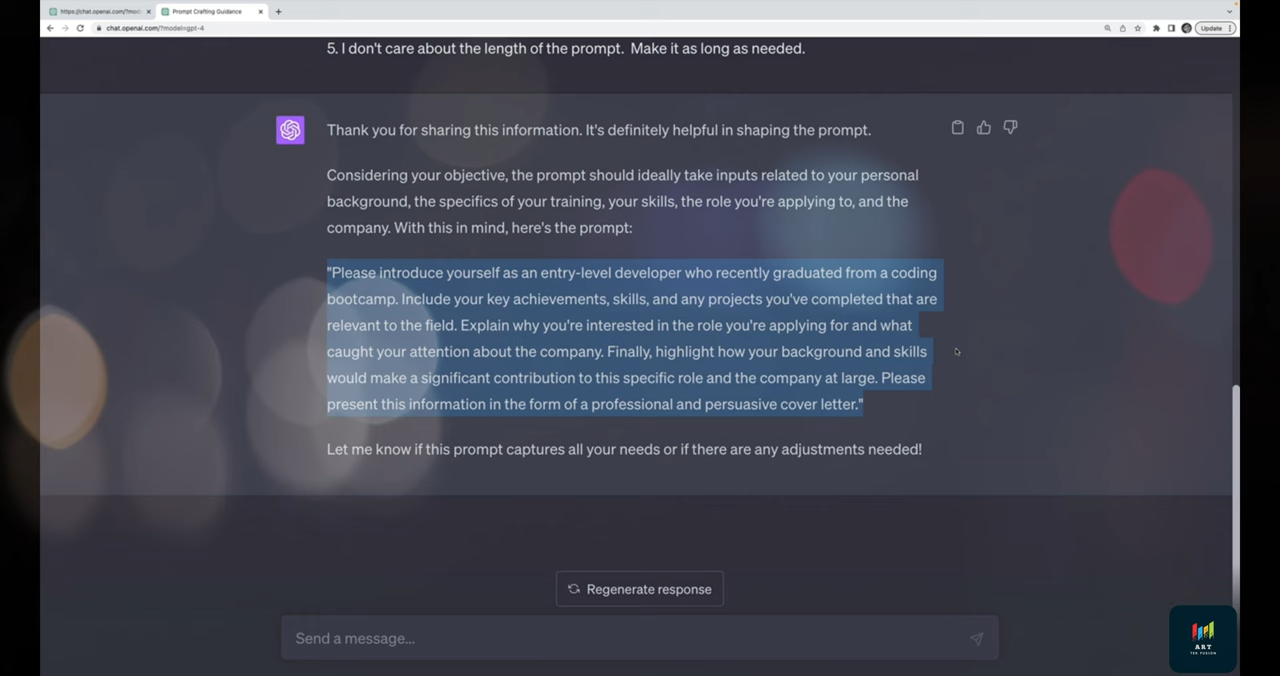 https://chat.openai.com/?mod
Prompt Crafting Guidance
chat.openai.com/?model=gpt-4
Update
5. I don't care about the length of the prompt. Make it as long as needed.
Thank you for sharing this information. It's definitely helpful in shaping the prompt.
Considering your objective, the prompt should ideally take inputs related to your personal
background, the specifics of your training, your skills, the role you're applying to, and the
company. With this in mind, here's the prompt:
"Please introduce yourself as an entry-level developer who recently graduated from a coding
bootcamp. Include your key achievements, skills, and any projects you've completed that are
relevant to the field. Explain why you're interested in the role you're applying for and what
caught your attention about the company. Finally, highlight how your background and skills
would make a significant contribution to this specific role and the company at large. Please
present this information in the form of a professional and persuasive cover letter."
Let me know if this prompt captures all your needs or if there are any adjustments needed!
Regenerate response
Send a message...
ART
TEK FUSION